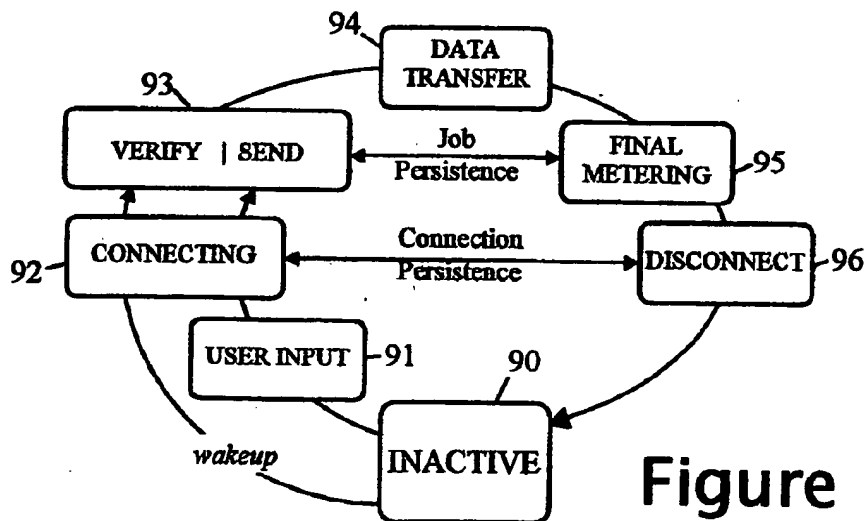 94
DATA
TRANSFER
93
VERIFY | SEND
Job
Persistence
FINAL
METERING
95
92
CONNECTING
Connection
Persistence
DISCONNECT
96
USER INPUT
91
90
INACTIVE
wakeup
Figure